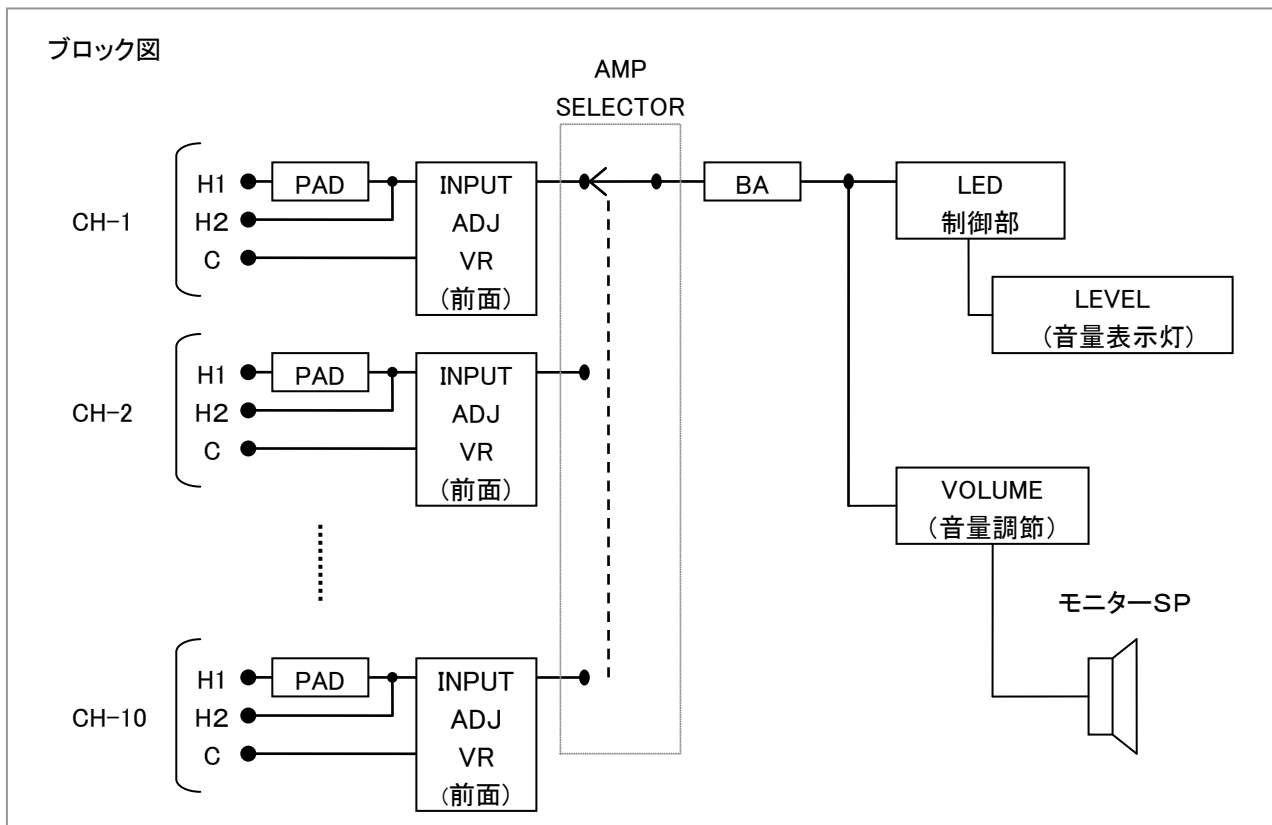 ブロック図
AMP
SELECTOR
CH-1
H1
PAD
H2
C
INPUT
ADJ
VR
(前面)
BA
LED
制御部
LEVEL
(音量表示灯)
CH-2
H1
PAD
H2
C
INPUT
ADJ
VR
(前面)
VOLUME
(音量調節)
モニターSP
CH-10
H1
PAD
H2
C
INPUT
ADJ
VR
(前面)